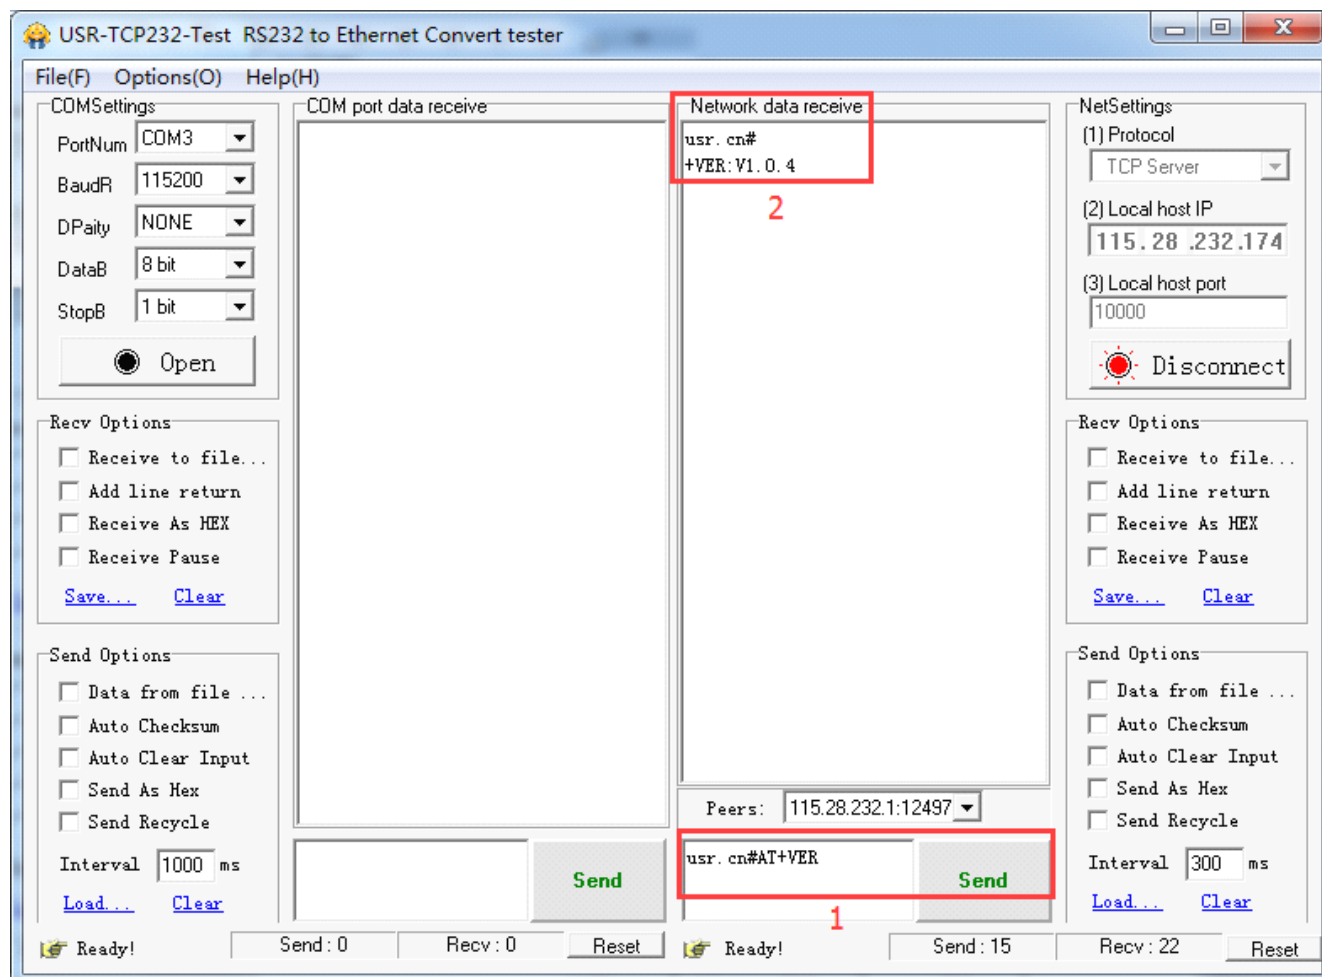 USR-TCP232-Test RS232 to Ethernet Convert tester
File(F) Options(O) Help(H)
COMSettings
PortNum COM3
BaudR 115200
DPaity NONE
DataB 8 bit
StopB 1 bit
Open
Recv Options
Receive to file...
Add line return
Receive As HEX
Receive Pause
Save... Clear
Send Options
Data from file ...
Auto Checksum
Auto Clear Input
Send As Hex
Send Recycle
Interval 1000 ms
Load... Clear
COM port data receive
Send
Network data receive
usr.cn#
+VER:V1.0.4
2
Peers: 115.28.232.1:12497
usr.cn#AT+VER
Send
1
NetSettings
(1) Protocol
TCP Server
(2) Local host IP
115.28.232.174
(3) Local host port
10000
Disconnect
Recv Options
Receive to file...
Add line return
Receive As HEX
Receive Pause
Save... Clear
Send Options
Data from file ...
Auto Checksum
Auto Clear Input
Send As Hex
Send Recycle
Interval 300 ms
Load... Clear
Ready! Send : 0 Recv : 0 Reset
Ready! Send : 15 Recv : 22 Reset